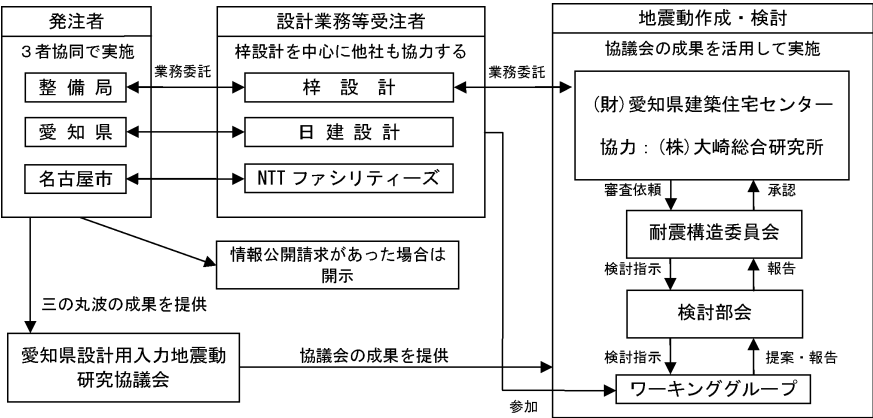 発注者
３者協同で実施
整備局
愛知県
名古屋市
業務委託
設計業務等受注者
梓設計を中心に他社も協力する
梓設計
日建設計
NTTファシリティーズ
業務委託
地震動作成・検討
協議会の成果を活用して実施
(財)愛知県建築住宅センター
協力：(株)大崎総合研究所
審査依頼
承認
耐震構造委員会
検討指示
報告
検討部会
検討指示
提案・報告
ワーキンググループ
情報公開請求があった場合は
開示
三の丸波の成果を提供
愛知県設計用入力地震動
研究協議会
協議会の成果を提供
参加